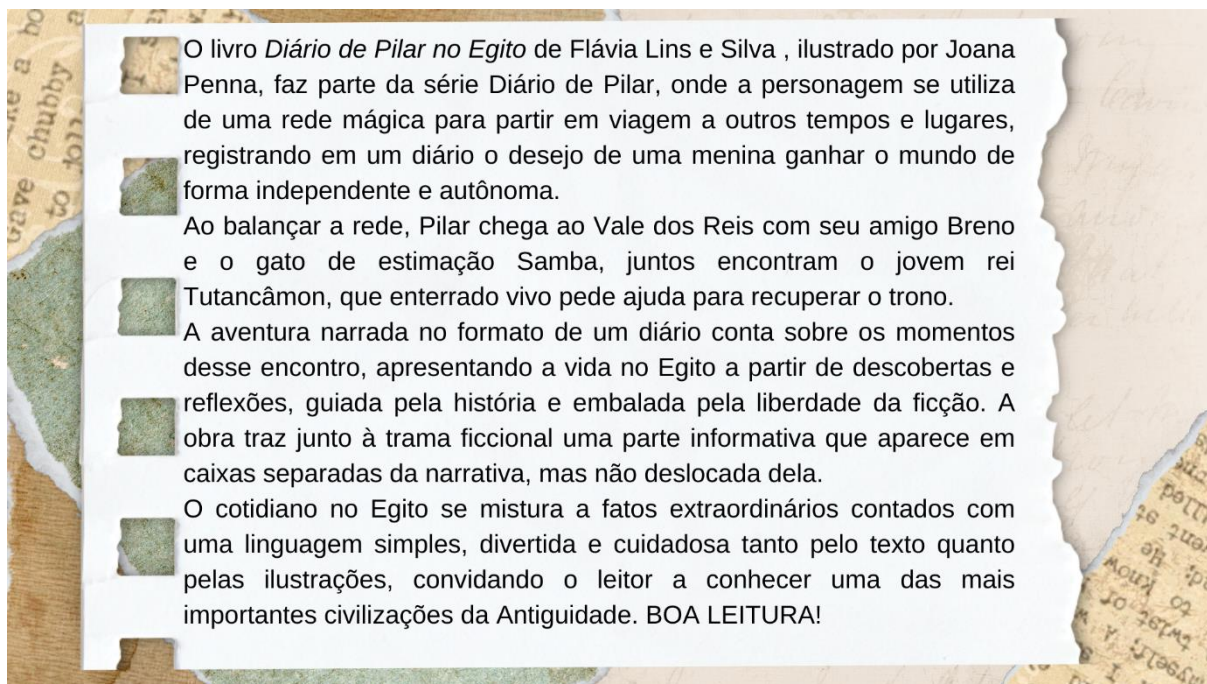 O livro Diário de Pilar no Egito de Flávia Lins e Silva , ilustrado por Joana
Penna, faz parte da série Diário de Pilar, onde a personagem se utiliza
de uma rede mágica para partir em viagem a outros tempos e lugares,
registrando em um diário o desejo de uma menina ganhar o mundo de
forma independente e autônoma.
Ao balançar a rede, Pilar chega ao Vale dos Reis com seu amigo Breno
e o gato de estimação Samba, juntos encontram o jovem rei
Tutancâmon, que enterrado vivo pede ajuda para recuperar o trono.
A aventura narrada no formato de um diário conta sobre os momentos
desse encontro, apresentando a vida no Egito a partir de descobertas e
reflexões, guiada pela história e embalada pela liberdade da ficção. A
obra traz junto à trama ficcional uma parte informativa que aparece em
caixas separadas da narrativa, mas não deslocada dela.
O cotidiano no Egito se mistura a fatos extraordinários contados com
uma linguagem simples, divertida e cuidadosa tanto pelo texto quanto
pelas ilustrações, convidando o leitor a conhecer uma das mais
importantes civilizações da Antiguidade. BOA LEITURA!
gave
chubby
to
to know
twist of